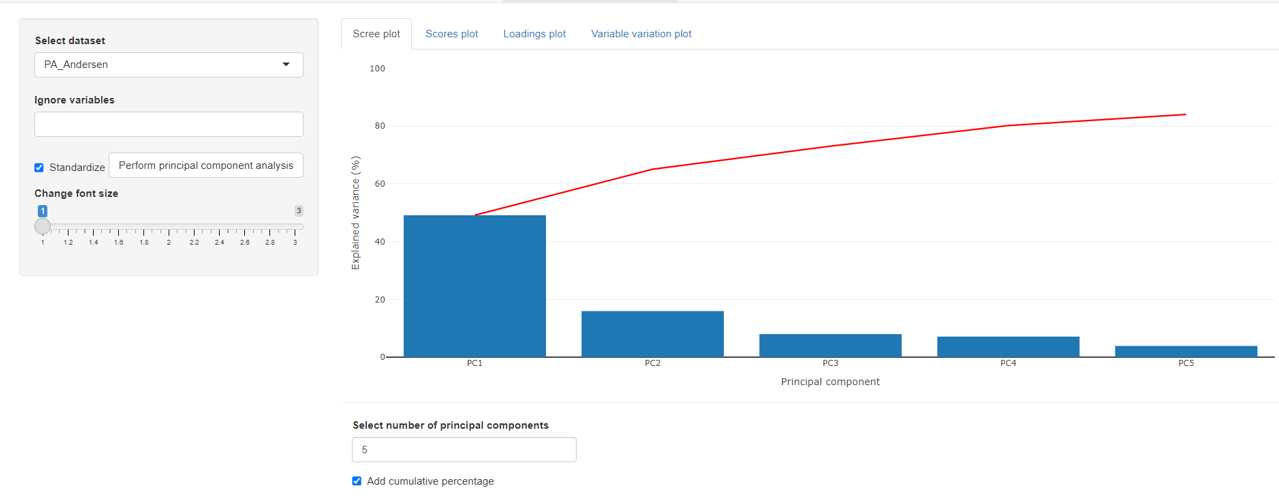 Select dataset
PA_Andersen
Ignore variables
Standardize
Perform principal component analysis
Change font size
1
3
1 1.2 1.4 1.6 1.8 2 2.2 2.4 2.6 2.8 3
Scree plot Scores plot Loadings plot Variable variation plot
100
80
60
40
20
0
Explained variance (%)
PC1 PC2 PC3 PC4 PC5
Principal component
Select number of principal components
5
Add cumulative percentage